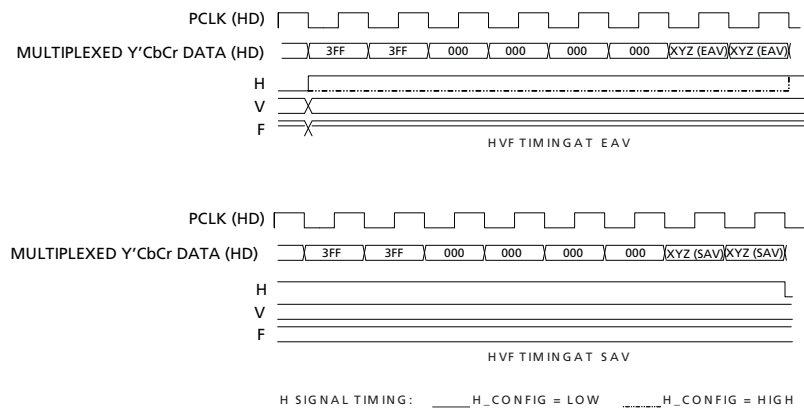 PCLK (HD)
MULTIPLEXED Y'CbCr DATA (HD) 3FF 3FF 000 000 000 000 XYZ (EAV) XYZ (EAV)
H
V
F
HVF TIMINGAT EAV
PCLK (HD)
MULTIPLEXED Y'CbCr DATA (HD) 3FF 3FF 000 000 000 000 XYZ (SAV) XYZ (SAV)
H
V
F
HVF TIMINGAT SAV
H SIGNAL TIMING: H_CONFIG = LOW H_CONFIG = HIGH